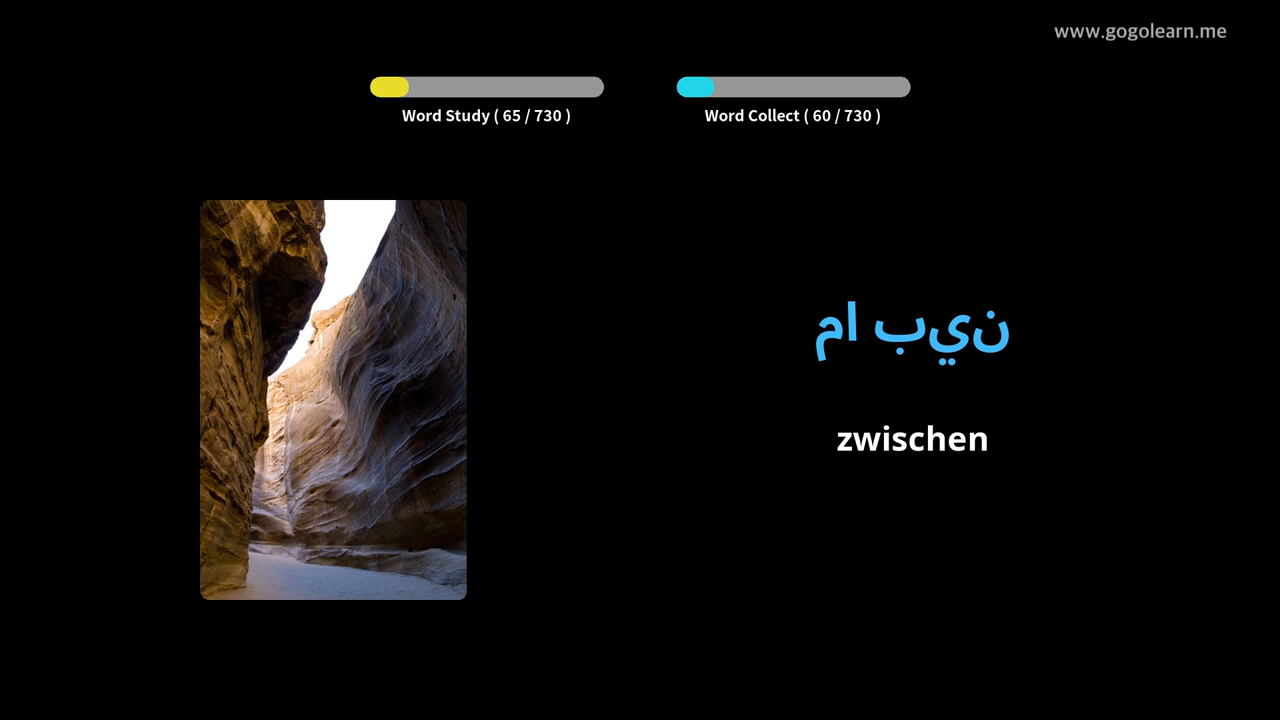 www.gogolearn.me
Word Study ( 65 / 730 )
Word Collect ( 60 / 730 )
ما بين
zwischen